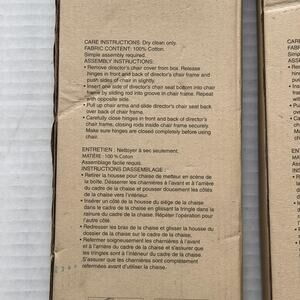 CARE INSTRUCTIONS: Dry clean only.
FABRIC CONTENT: 100% Cotton.
Simple assembly required.
ASSEMBLY INSTRUCTIONS:
• Remove director's chair cover from box. Release
hinges in front and back of director's chair frame and
push sides of chair in slightly.
• Insert one side of director's chair seat bottom into chair
frame by sliding rod into groove in chair frame. Repeat
with opposite side.
• Pull up chair arms and slide director's chair seat back
over back of chair frame.
• Carefully close hinges in front and back of director's
chair, closing rods inside chair frame securely.
Make sure hinges are closed completely before using
chair.
ENTRETIEN : Nettoyer à sec seulement.
MATIÈRE : 100 % Coton
Assemblage facile requis.
INSTRUCTIONS D'ASSEMBLAGE :
• Retirer la housse pour chaise de metteur en scène de
la boîte. Désserrer les charnières à l'avant et à l'arrière
du cadre de la chaise et pousser doucement les côtés
de la chaise vers l'intérieur.
• Insérer un côté de la housse du siège de la chaise
dans le cadre de la chaise en glissant la tringle dans la
rainure du cadre de la chaise. Répéter l'opération pour
l'autre côté.
• Redresser les bras de la chaise et glisser la housse du
dossier de la chaise sur le cadre de la chaise.
• Refermer soigneusement les charnières à l'avant et
à l'arrière du cadre de la chaise et s'assurer que
les tringles sont à l'intérieur du cadre de la chaise.
S'assurer que les charnières sont complètement
refermées avant d'utiliser la chaise.